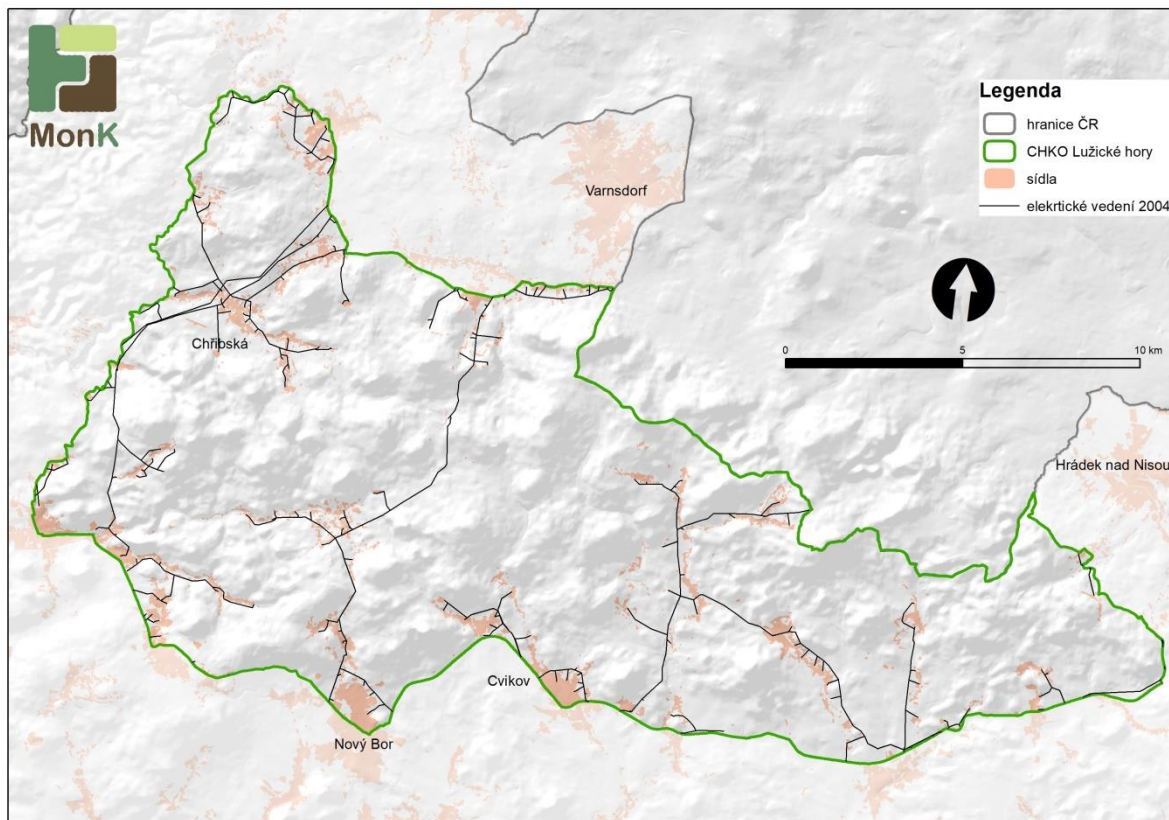 MonK
Legenda
hranice ČR
CHKO Lužické hory
sídla
elekrtické vedení 2004
Varnsdorf
Chřibská
0 5 10 km
Hrádek nad Nisou
Cvikov
Nový Bor